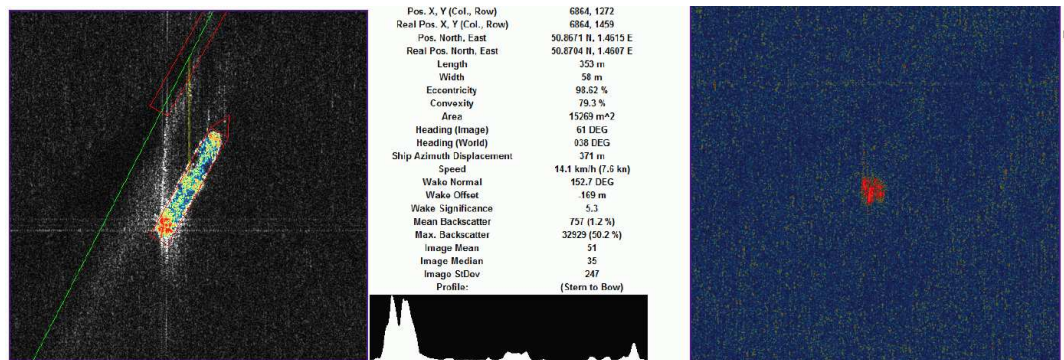 Pos. X, Y (Col., Row) 6864, 1272
Real Pos. X, Y (Col., Row) 6864, 1459
Pos. North, East 50.8671 N, 1.4615 E
Real Pos. North, East 50.8704 N, 1.4607 E
Length 353 m
Width 58 m
Eccentricity 98.62 %
Convexity 79.3 %
Area 15269 m^2
Heading (Image) 61 DEG
Heading (World) 038 DEG
Ship Azimuth Displacement 371 m
Speed 14.1 km/h (7.6 kn)
Wake Normal 152.7 DEG
Wake Offset 169 m
Wake Significance 5.3
Mean Backscatter 757 (1.2 %)
Max. Backscatter 32929 (50.2 %)
Image Mean 51
Image Median 35
Image StDev 247
Profile: (Stern to Bow)